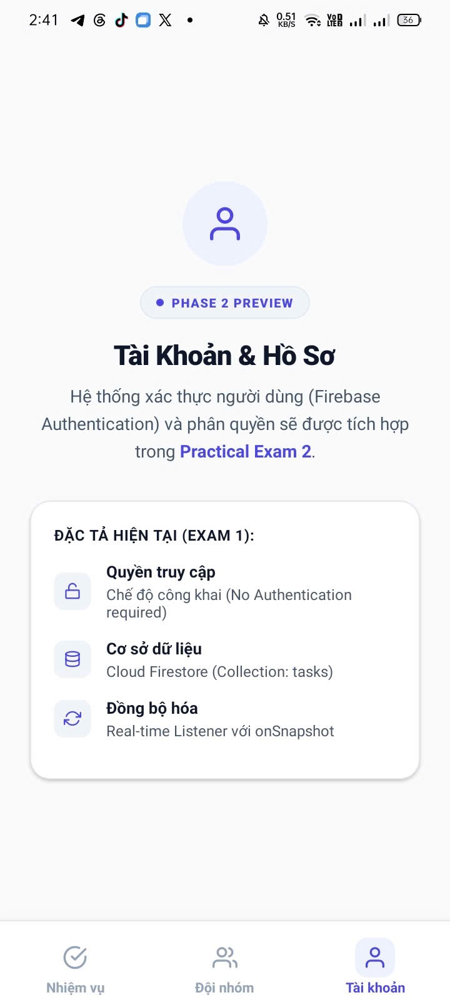 2:41
0.51
KB/S
Vo D
LTE 2
36
PHASE 2 PREVIEW
Tài Khoản & Hồ Sơ
Hệ thống xác thực người dùng (Firebase
Authentication) và phân quyền sẽ được tích hợp
trong Practical Exam 2.
ĐẶC TẢ HIỆN TẠI (EXAM 1):
Quyền truy cập
Chế độ công khai (No Authentication
required)
Cơ sở dữ liệu
Cloud Firestore (Collection: tasks)
Đồng bộ hóa
Real-time Listener với onSnapshot
Nhiệm vụ
Đội nhóm
Tài khoản